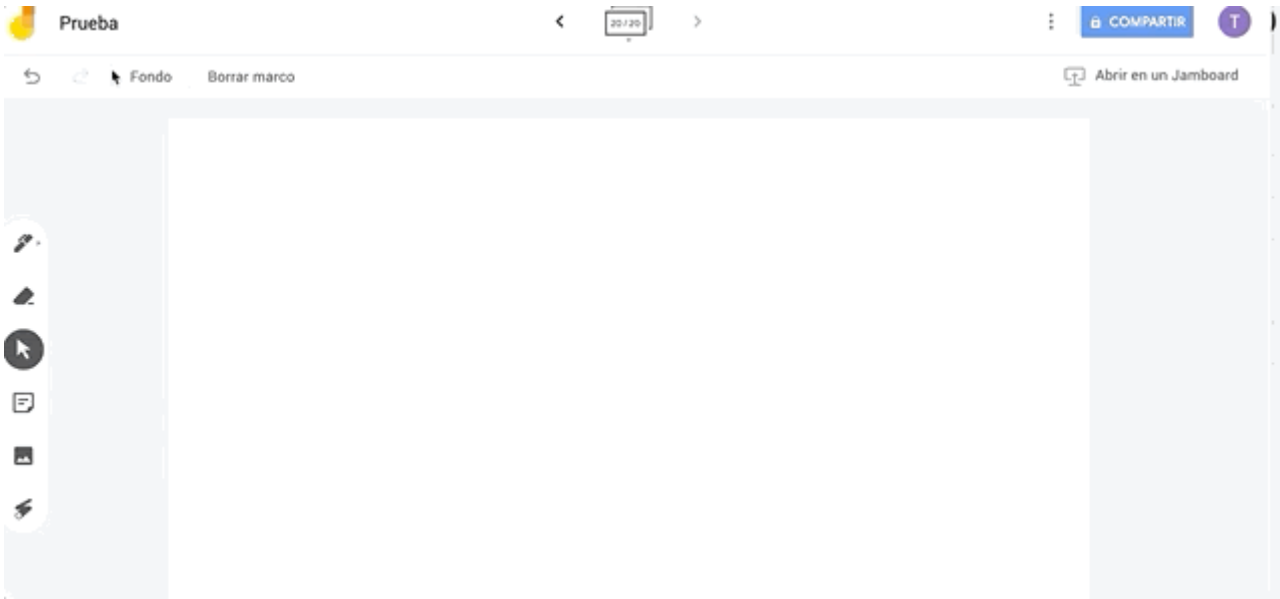 Prueba
20 / 20
COMPARTIR
T
Fondo
Borrar marco
Abrir en un Jamboard